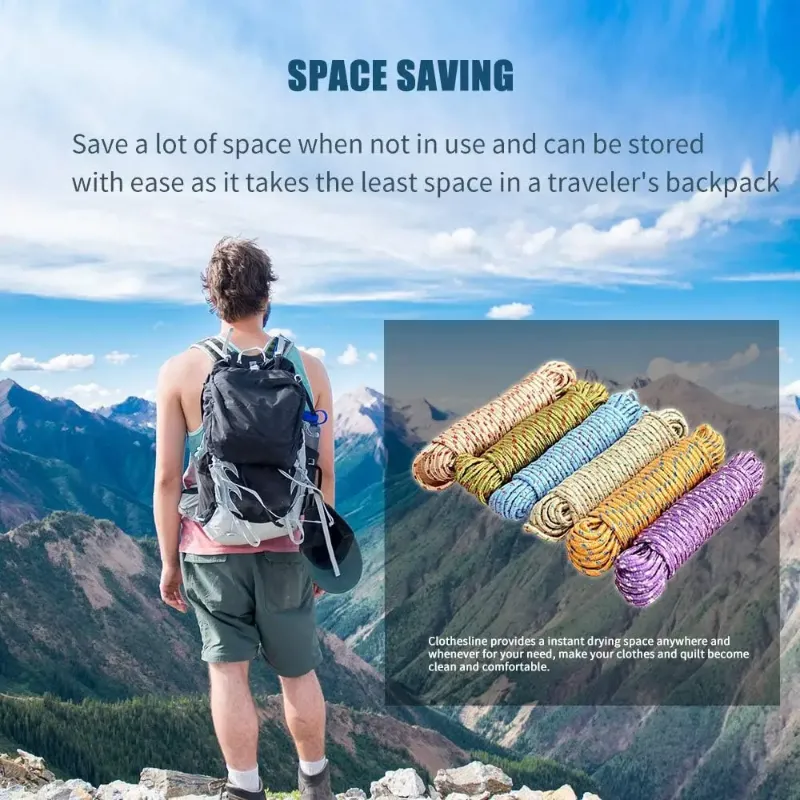 SPACE SAVING
Save a lot of space when not in use and can be stored
with ease as it takes the least space in a traveler's backpack
Clothesline provides a instant drying space anywhere and
whenever for your need, make your clothes and quilt become
clean and comfortable.